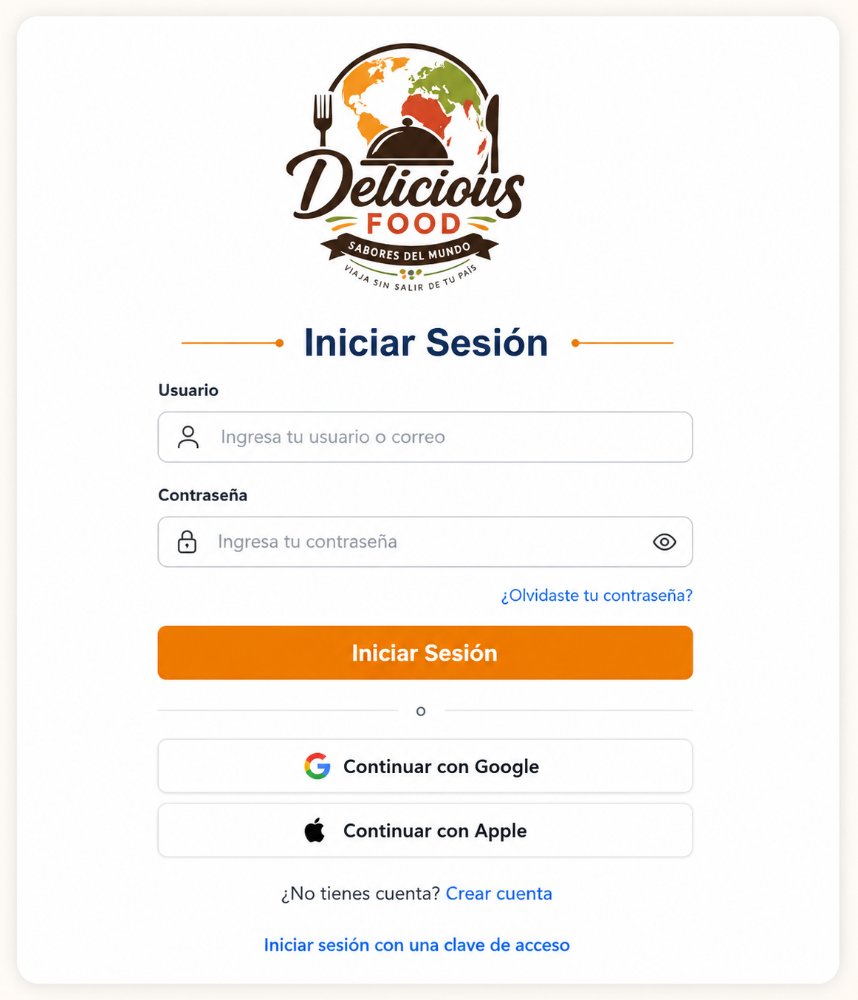 Delicious
FOOD
SABORES DEL MUNDO
VIAJA SIN SALIR DE TU PAÍS
Iniciar Sesión
Usuario
Ingresa tu usuario o correo
Contraseña
Ingresa tu contraseña
¿Olvidaste tu contraseña?
Iniciar Sesión
o
Continuar con Google
Continuar con Apple
¿No tienes cuenta? Crear cuenta
Iniciar sesión con una clave de acceso